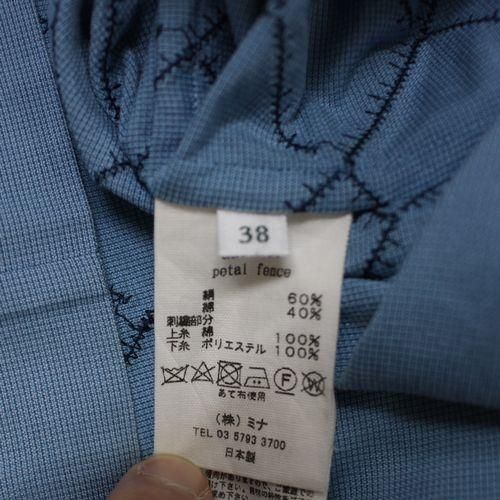 38
petal fence
絹 60%
綿 40%
刺繍部分
上糸 綿 100%
下糸 ポリエステル 100%
あて布使用
(株) ミナ
TEL 03 5793 3700
日本製